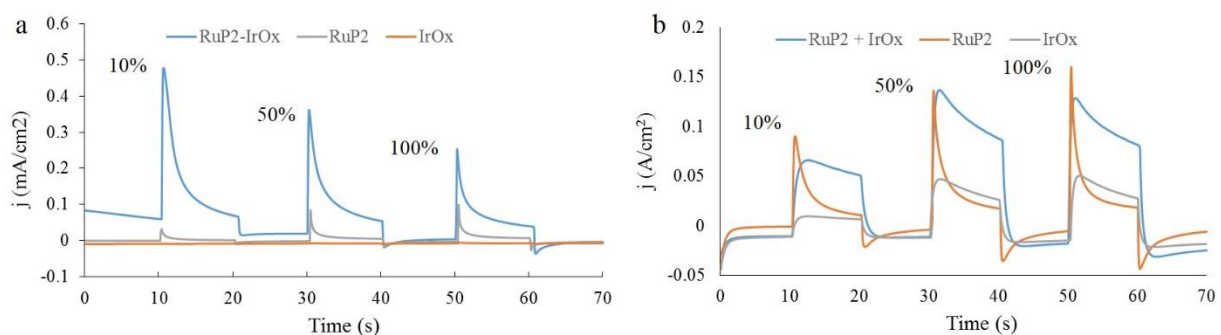 a
RuP2-IrOx RuP2 IrOx
10%
50%
100%
j (mA/cm2)
0.6
0.5
0.4
0.3
0.2
0.1
0
-0.1
0 10 20 30 40 50 60 70
Time (s)
b
RuP2 + IrOx RuP2 IrOx
10%
50%
100%
j (A/cm²)
0.2
0.15
0.1
0.05
0
-0.05
0 10 20 30 40 50 60 70
Time (s)